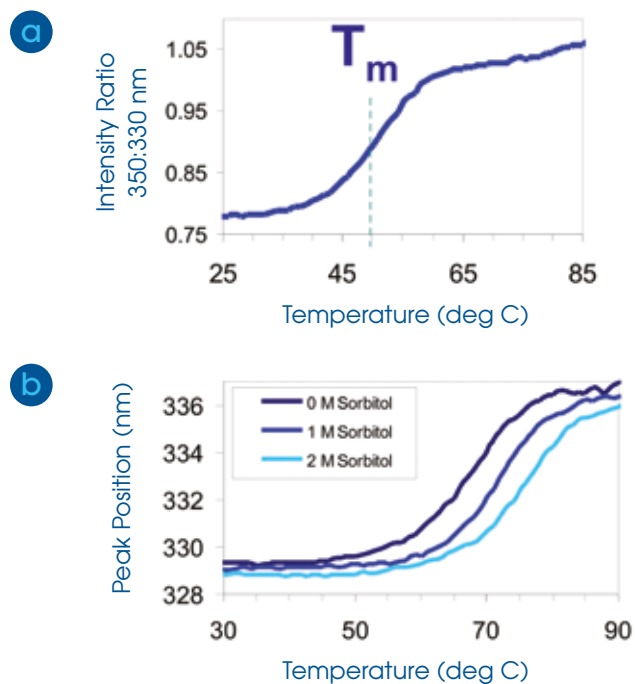 a
Intensity Ratio
350:330 nm
1.05
0.95
0.85
0.75
Tm
25 45 65 85
Temperature (deg C)
b
Peak Position (nm)
336
334
332
330
328
0 M Sorbitol
1 M Sorbitol
2 M Sorbitol
30 50 70 90
Temperature (deg C)